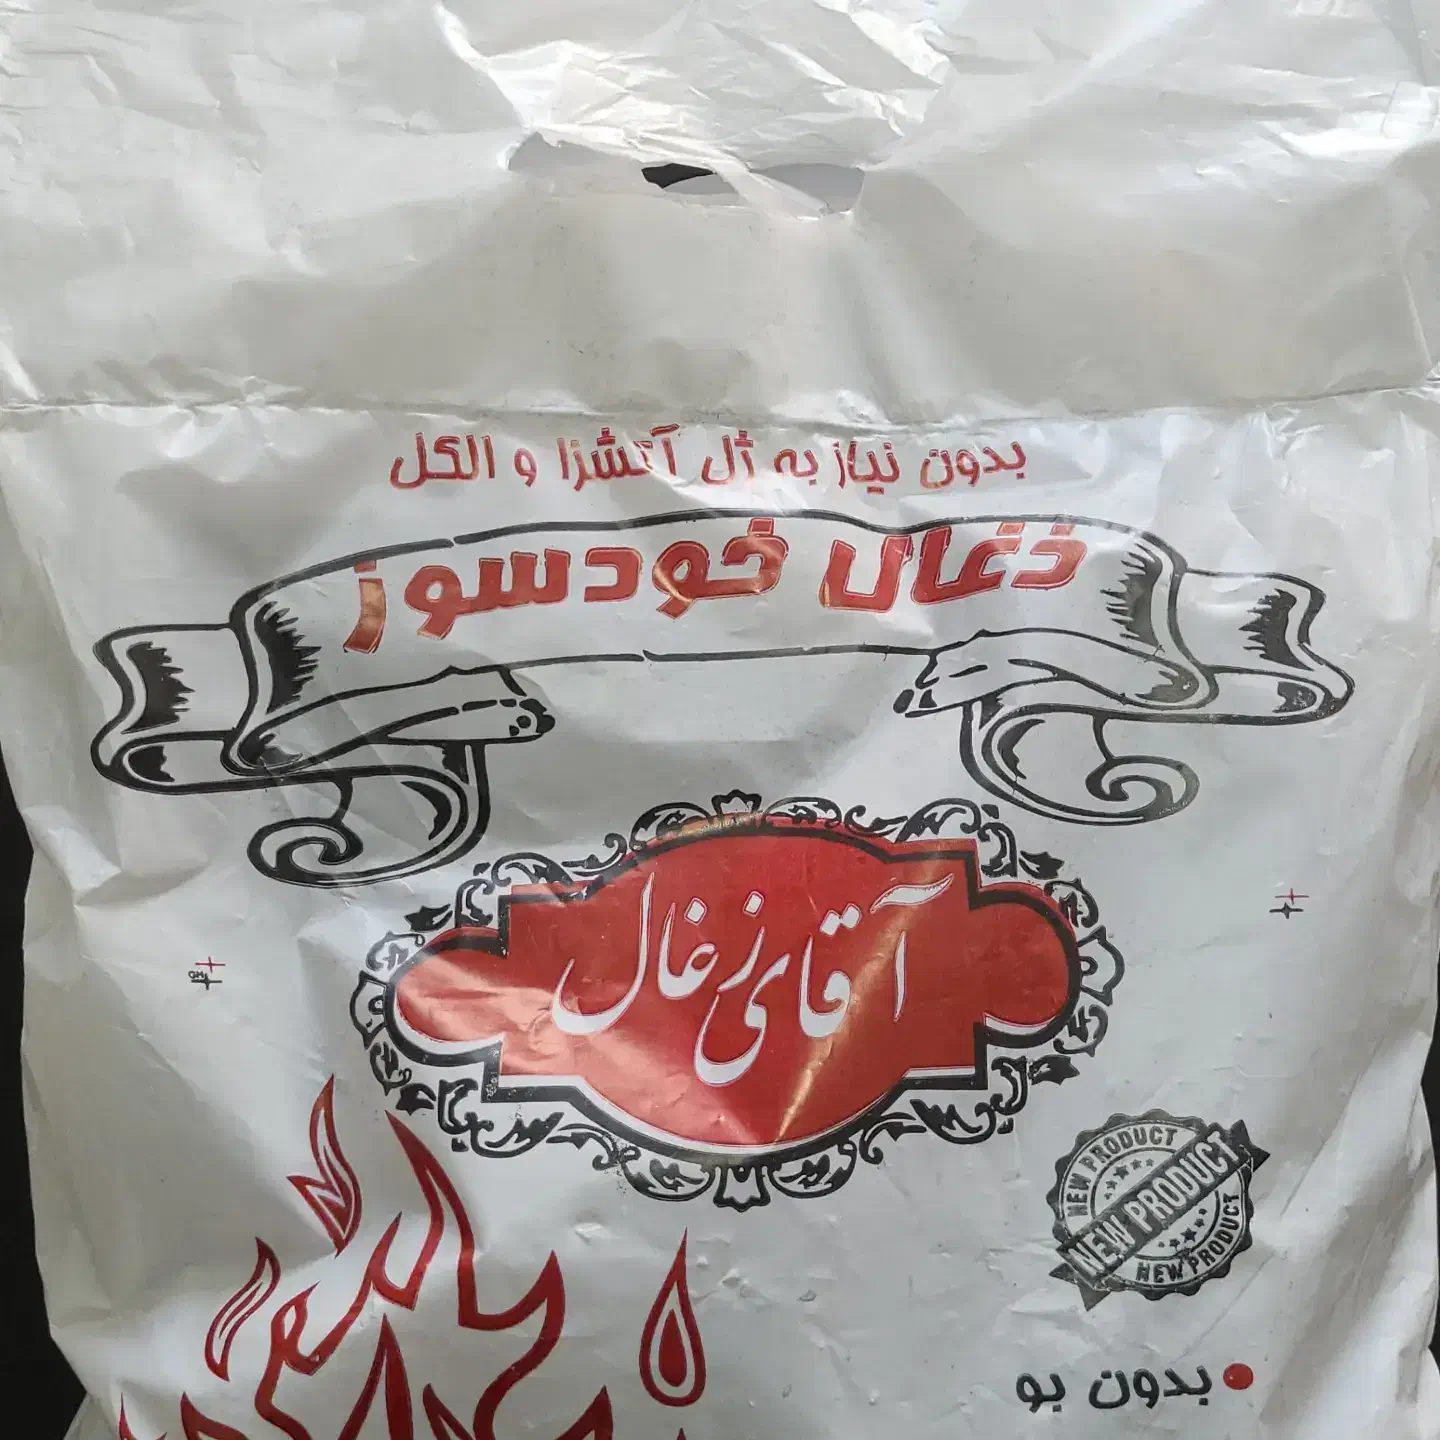 بدون نیاز به ژل آتشزا و الکل
ذغال خودسوز
آقای زغال
NEW PRODUCT
NEW PRODUCT
NEW PRODUCT
بدون بو